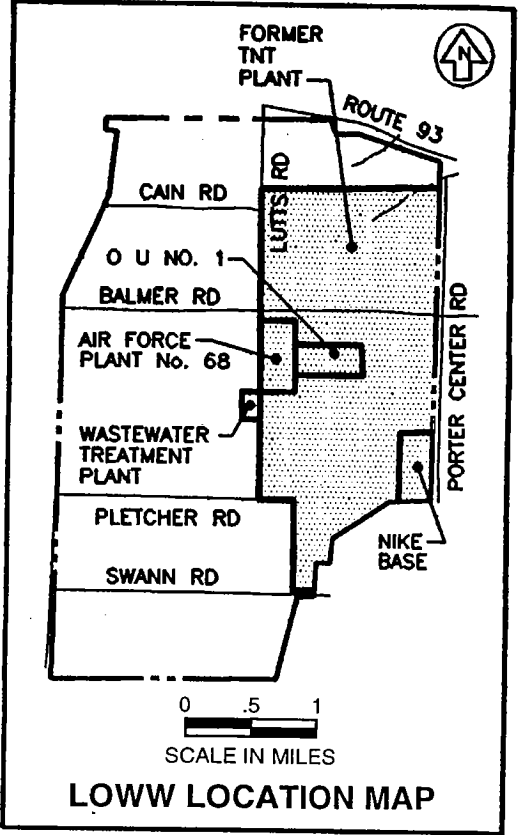 FORMER
TNT
PLANT
N
ROUTE 93
LUTTS RD
CAIN RD
O U NO. 1
BALMER RD
AIR FORCE
PLANT No. 68
PORTER CENTER RD
WASTEWATER
TREATMENT
PLANT
PLETCHER RD
NIKE
BASE
SWANN RD
0 .5 1
SCALE IN MILES
LOWW LOCATION MAP